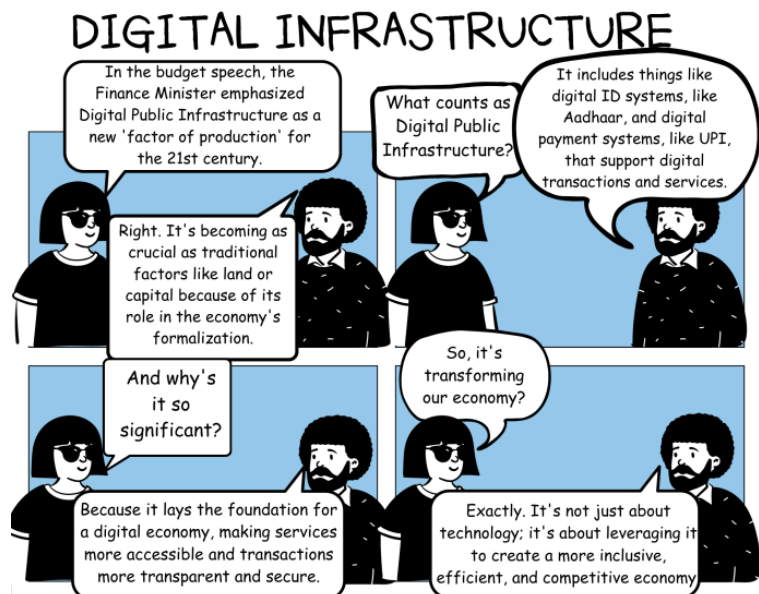 DIGITAL INFRASTRUCTURE
In the budget speech, the
Finance Minister emphasized
Digital Public Infrastructure as a
new 'factor of production' for
the 21st century.
Right. It's becoming as
crucial as traditional
factors like land or
capital because of its
role in the economy's
formalization.
What counts as
Digital Public
Infrastructure?
It includes things like
digital ID systems, like
Aadhaar, and digital
payment systems, like UPI,
that support digital
transactions and services.
And why's
it so
significant?
Because it lays the foundation for
a digital economy, making services
more accessible and transactions
more transparent and secure.
So, it's
transforming
our economy?
Exactly. It's not just about
technology; it's about leveraging it
to create a more inclusive,
efficient, and competitive economy